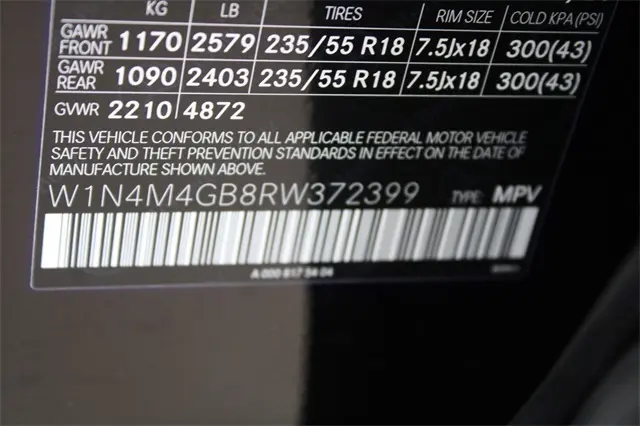 KG LB TIRES RIM SIZE COLD KPA (PSI)
GAWR FRONT 1170 2579 235/55 R18 7.5Jx18 300(43)
GAWR REAR 1090 2403 235/55 R18 7.5Jx18 300(43)
GVWR 2210 4872
THIS VEHICLE CONFORMS TO ALL APPLICABLE FEDERAL MOTOR VEHICLE
SAFETY AND THEFT PREVENTION STANDARDS IN EFFECT ON THE DATE OF
MANUFACTURE SHOWN ABOVE.
W1N4M4GB8RW372399 TYPE: MPV
A 000 817 54 04